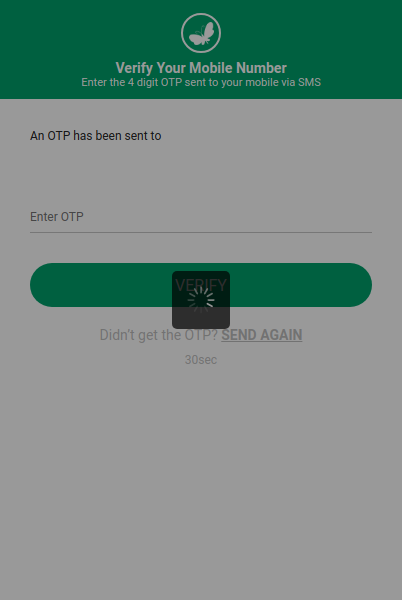 Verify Your Mobile Number
Enter the 4 digit OTP sent to your mobile via SMS
An OTP has been sent to
Enter OTP
VERIFY
Didn't get the OTP? SEND AGAIN
30sec